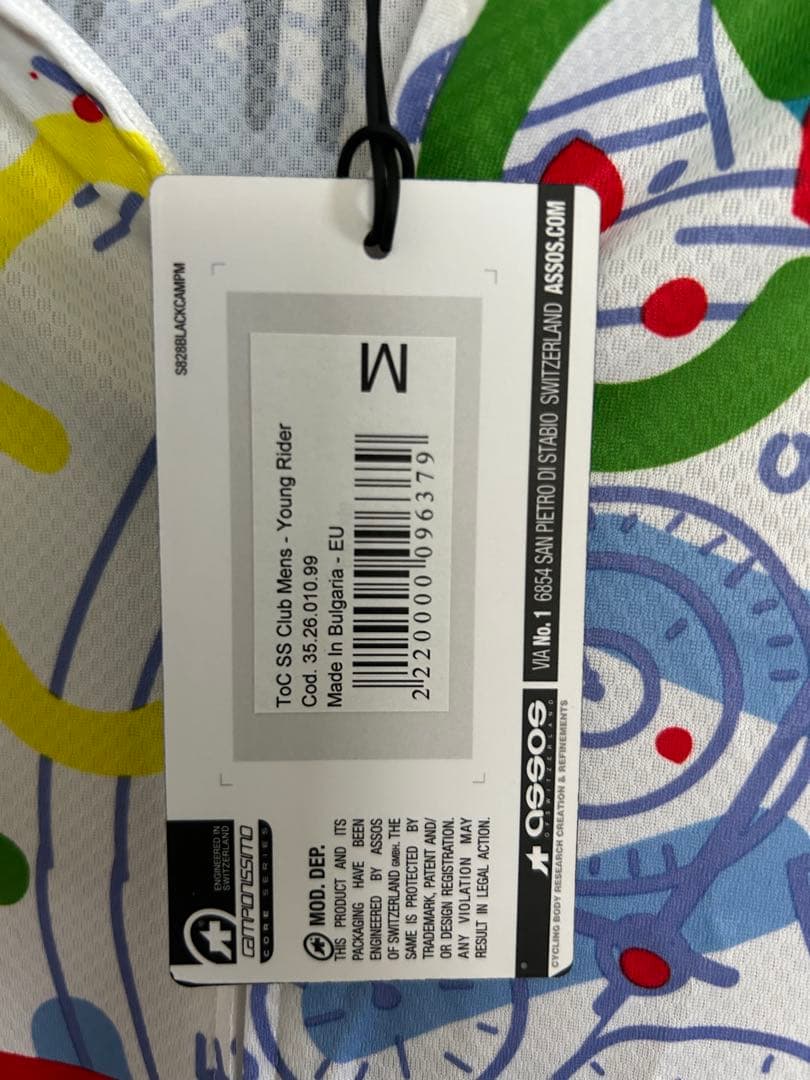 S828BLACKCAMPM
ToC SS Club Mens - Young Rider
Cod. 35.26.010.99
Made In Bulgaria - EU
M
2220000096379
ENGINEERED IN
SWITZERLAND
CAMPIONISSIMO
CORE SERIES
MOD. DEP.
THIS PRODUCT AND ITS
PACKAGING HAVE BEEN
ENGINEERED BY ASSOS
OF SWITZERLAND GMBH. THE
SAME IS PROTECTED BY
TRADEMARK, PATENT AND/
OR DESIGN REGISTRATION.
ANY VIOLATION MAY
RESULT IN LEGAL ACTION.
assos
OF SWITZERLAND
VIA No. 1 6854 SAN PIETRO DI STABIO SWITZERLAND ASSOS.COM
CYCLING BODY RESEARCH CREATION & REFINEMENTS